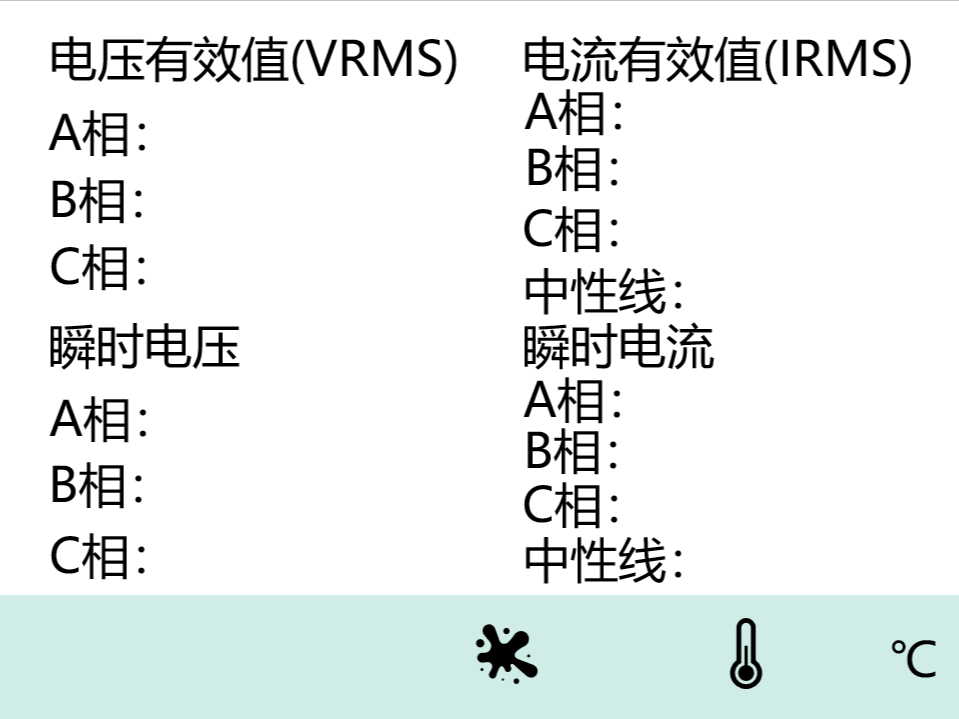 电压有效值(VRMS)
A相：
B相：
C相：
瞬时电压
A相：
B相：
C相：
电流有效值(IRMS)
A相：
B相：
C相：
中性线：
瞬时电流
A相：
B相：
C相：
中性线：
℃